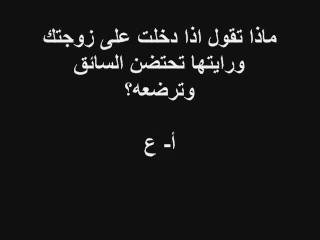 ماذا تقول اذا دخلت على زوجتك
ورايتها تحتضن السائق
وترضعه؟
أ- ع